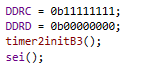 DDRC = 0b11111111;
DDRD = 0b00000000;
timer2initB3();
sei();